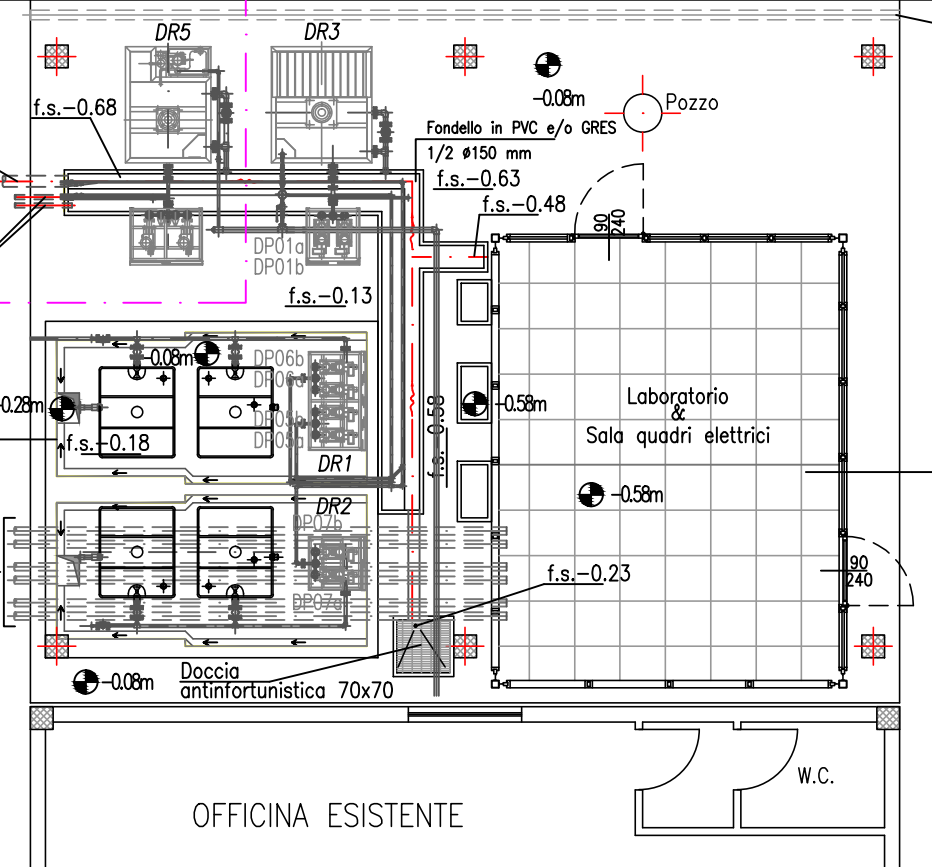 DR5
DR3
-0.08m
Pozzo
f.s.-0.68
Fondello in PVC e/o GRES
1/2 ø150 mm
f.s.-0.63
f.s.-0.48
90
240
DP01a
DP01b
f.s.-0.13
-0.08m
DP06b
DP06a
-0.28m
DP05b
DP05a
f.s.-0.18
DR1
f.s.-0.58
-0.58m
Laboratorio
&
Sala quadri elettrici
-0.58m
DR2
DP07b
DP07a
f.s.-0.23
90
240
-0.08m
Doccia
antinfortunistica 70x70
W.C.
OFFICINA ESISTENTE